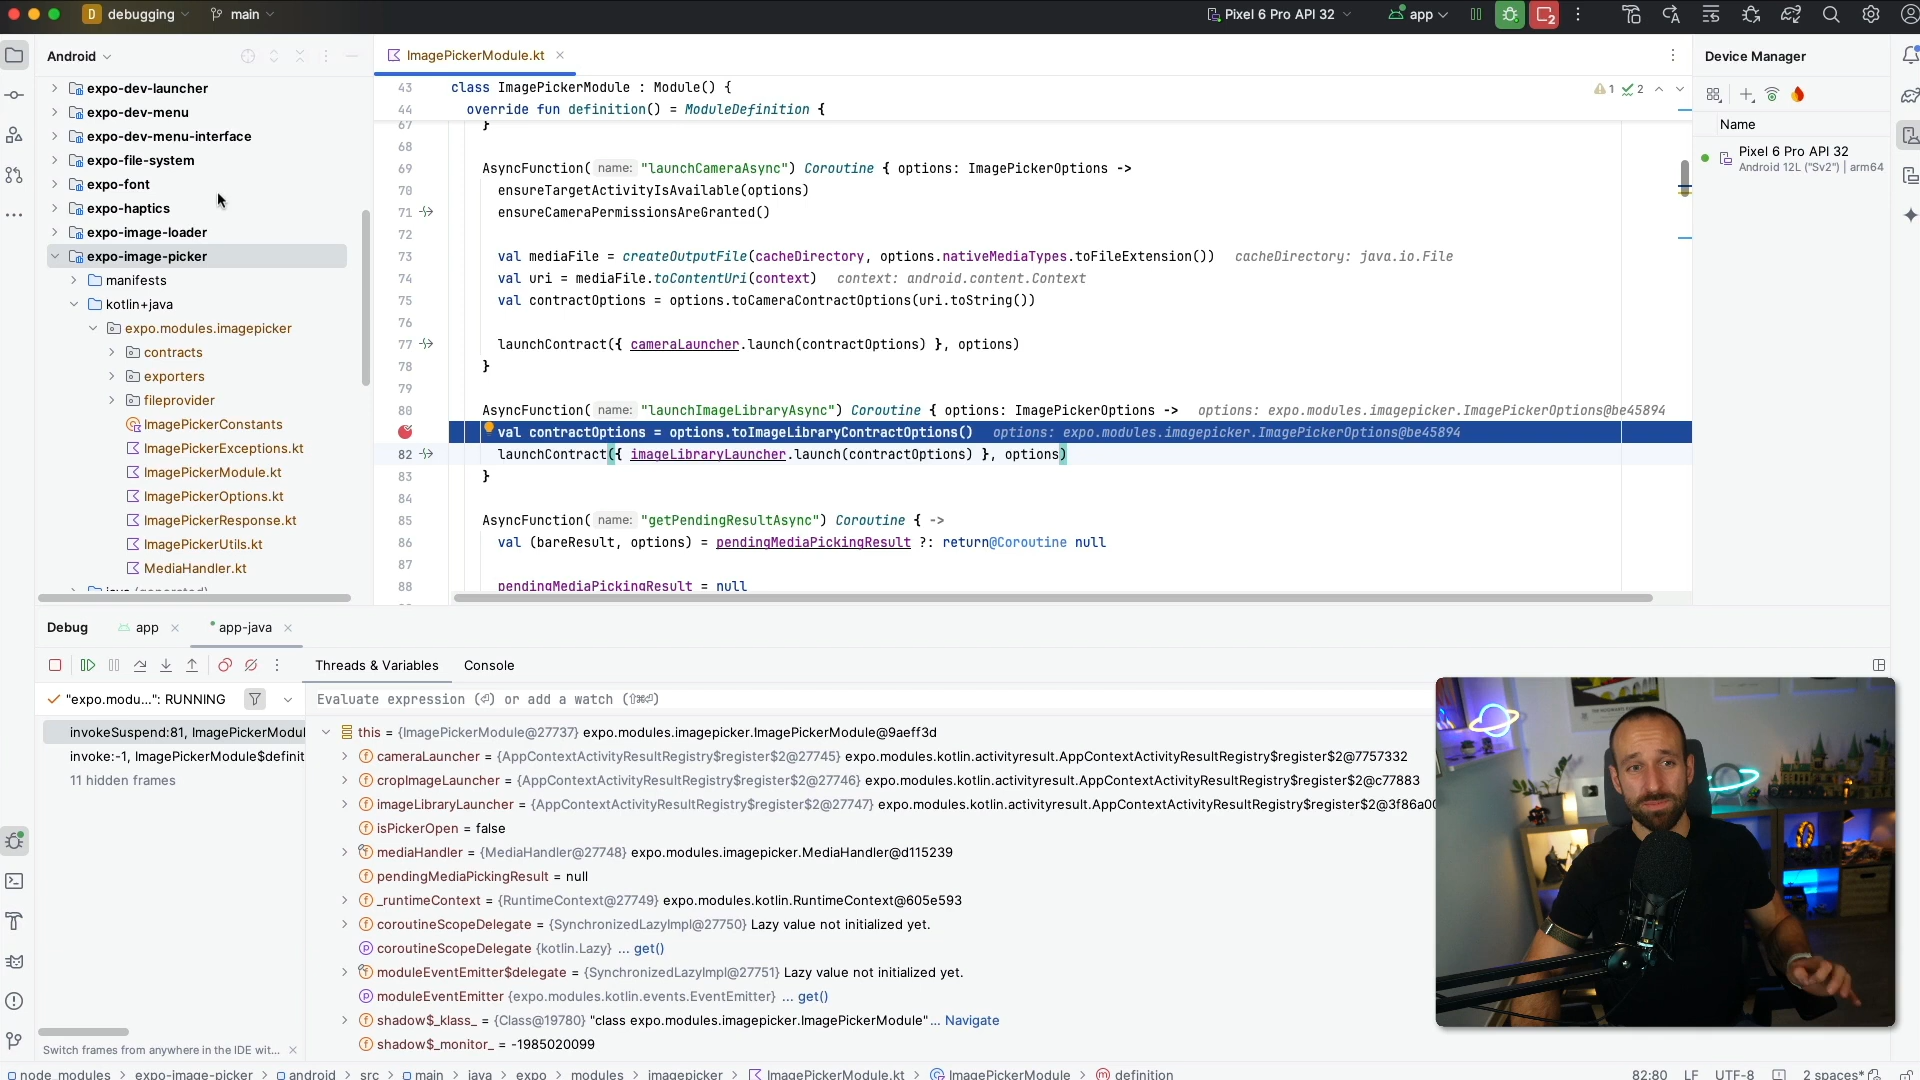 D debugging main Pixel 6 Pro API 32 app 2
Android
expo-dev-launcher
expo-dev-menu
expo-dev-menu-interface
expo-file-system
expo-font
expo-haptics
expo-image-loader
expo-image-picker
manifests
kotlin+java
expo.modules.imagepicker
contracts
exporters
fileprovider
ImagePickerConstants
ImagePickerExceptions.kt
ImagePickerModule.kt
ImagePickerOptions.kt
ImagePickerResponse.kt
ImagePickerUtils.kt
MediaHandler.kt
java (generated)
ImagePickerModule.kt
1 2
43 class ImagePickerModule : Module() {
44 override fun definition() = ModuleDefinition {
67 }
68
69 AsyncFunction( name: "launchCameraAsync") Coroutine { options: ImagePickerOptions ->
70 ensureTargetActivityIsAvailable(options)
71 ensureCameraPermissionsAreGranted()
72
73 val mediaFile = createOutputFile(cacheDirectory, options.nativeMediaTypes.toFileExtension()) cacheDirectory: java.io.File
74 val uri = mediaFile.toContentUri(context) context: android.content.Context
75 val contractOptions = options.toCameraContractOptions(uri.toString())
76
77 launchContract({ cameraLauncher.launch(contractOptions) }, options)
78 }
79
80 AsyncFunction( name: "launchImageLibraryAsync") Coroutine { options: ImagePickerOptions -> options: expo.modules.imagepicker.ImagePickerOptions@be45894
val contractOptions = options.toImageLibraryContractOptions() options: expo.modules.imagepicker.ImagePickerOptions@be45894
82 launchContract({ imageLibraryLauncher.launch(contractOptions) }, options)
83 }
84
85 AsyncFunction( name: "getPendingResultAsync") Coroutine { ->
86 val (bareResult, options) = pendingMediaPickingResult ?: return@Coroutine null
87
88 pendingMediaPickingResult = null
Device Manager
Name
Pixel 6 Pro API 32
Android 12L ("Sv2") | arm64
Debug app app-java
Threads & Variables Console
"expo.modu...": RUNNING
invokeSuspend:81, ImagePickerModul
invoke:-1, ImagePickerModule$definit
11 hidden frames
Evaluate expression (⏎) or add a watch (⇧⌘⏎)
this = {ImagePickerModule@27737} expo.modules.imagepicker.ImagePickerModule@9aeff3d
cameraLauncher = {AppContextActivityResultRegistry$register$2@27745} expo.modules.kotlin.activityresult.AppContextActivityResultRegistry$register$2@7757332
cropImageLauncher = {AppContextActivityResultRegistry$register$2@27746} expo.modules.kotlin.activityresult.AppContextActivityResultRegistry$register$2@c77883
imageLibraryLauncher = {AppContextActivityResultRegistry$register$2@27747} expo.modules.kotlin.activityresult.AppContextActivityResultRegistry$register$2@3f86a00
isPickerOpen = false
mediaHandler = {MediaHandler@27748} expo.modules.imagepicker.MediaHandler@d115239
pendingMediaPickingResult = null
_runtimeContext = {RuntimeContext@27749} expo.modules.kotlin.RuntimeContext@605e593
coroutineScopeDelegate = {SynchronizedLazyImpl@27750} Lazy value not initialized yet.
coroutineScopeDelegate {kotlin.Lazy} ... get()
moduleEventEmitter$delegate = {SynchronizedLazyImpl@27751} Lazy value not initialized yet.
moduleEventEmitter {expo.modules.kotlin.events.EventEmitter} ... get()
shadow$_klass_ = {Class@19780} "class expo.modules.imagepicker.ImagePickerModule"... Navigate
shadow$_monitor_ = -1985020099
Switch frames from anywhere in the IDE wit...
node_modules > expo-image-picker > android > src > main > java > expo > modules > imagepicker > ImagePickerModule.kt > ImagePickerModule > definition 82:80 LF UTF-8 2 spaces*